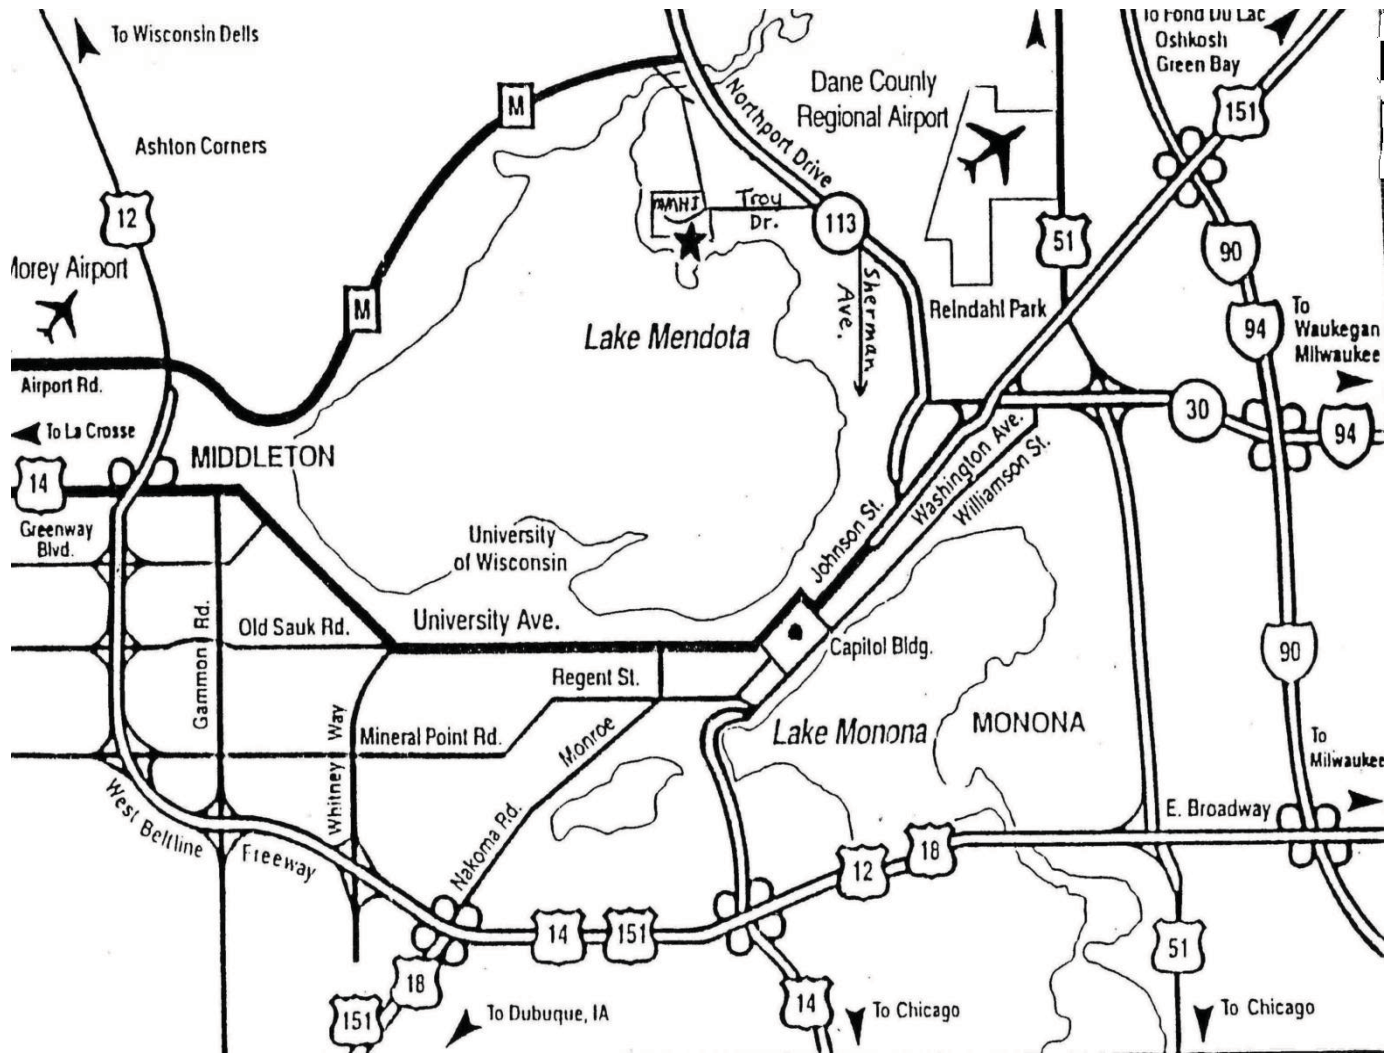 To Wisconsin Dells
To Fond Du Lac
Oshkosh
Green Bay
Dane County
Regional Airport
Northport Drive
M
151
Ashton Corners
12
MMHI
Troy
Dr.
113
51
90
Morey Airport
M
Sherman
Ave.
Reindahl Park
94
To
Waukegan
Milwaukee
Lake Mendota
Airport Rd.
To La Crosse
MIDDLETON
30
94
14
Greenway
Blvd.
University
of Wisconsin
Johnson St.
Washington Ave.
Williamson St.
Gammon Rd.
Old Sauk Rd.
University Ave.
Capitol Bldg.
90
Regent St.
Whitney Way
Mineral Point Rd.
Monroe
Lake Monona
MONONA
To
Milwaukee
West Beltline Freeway
Nakoma Rd.
E. Broadway
12
18
14
151
51
18
151
To Dubuque, IA
14
To Chicago
To Chicago